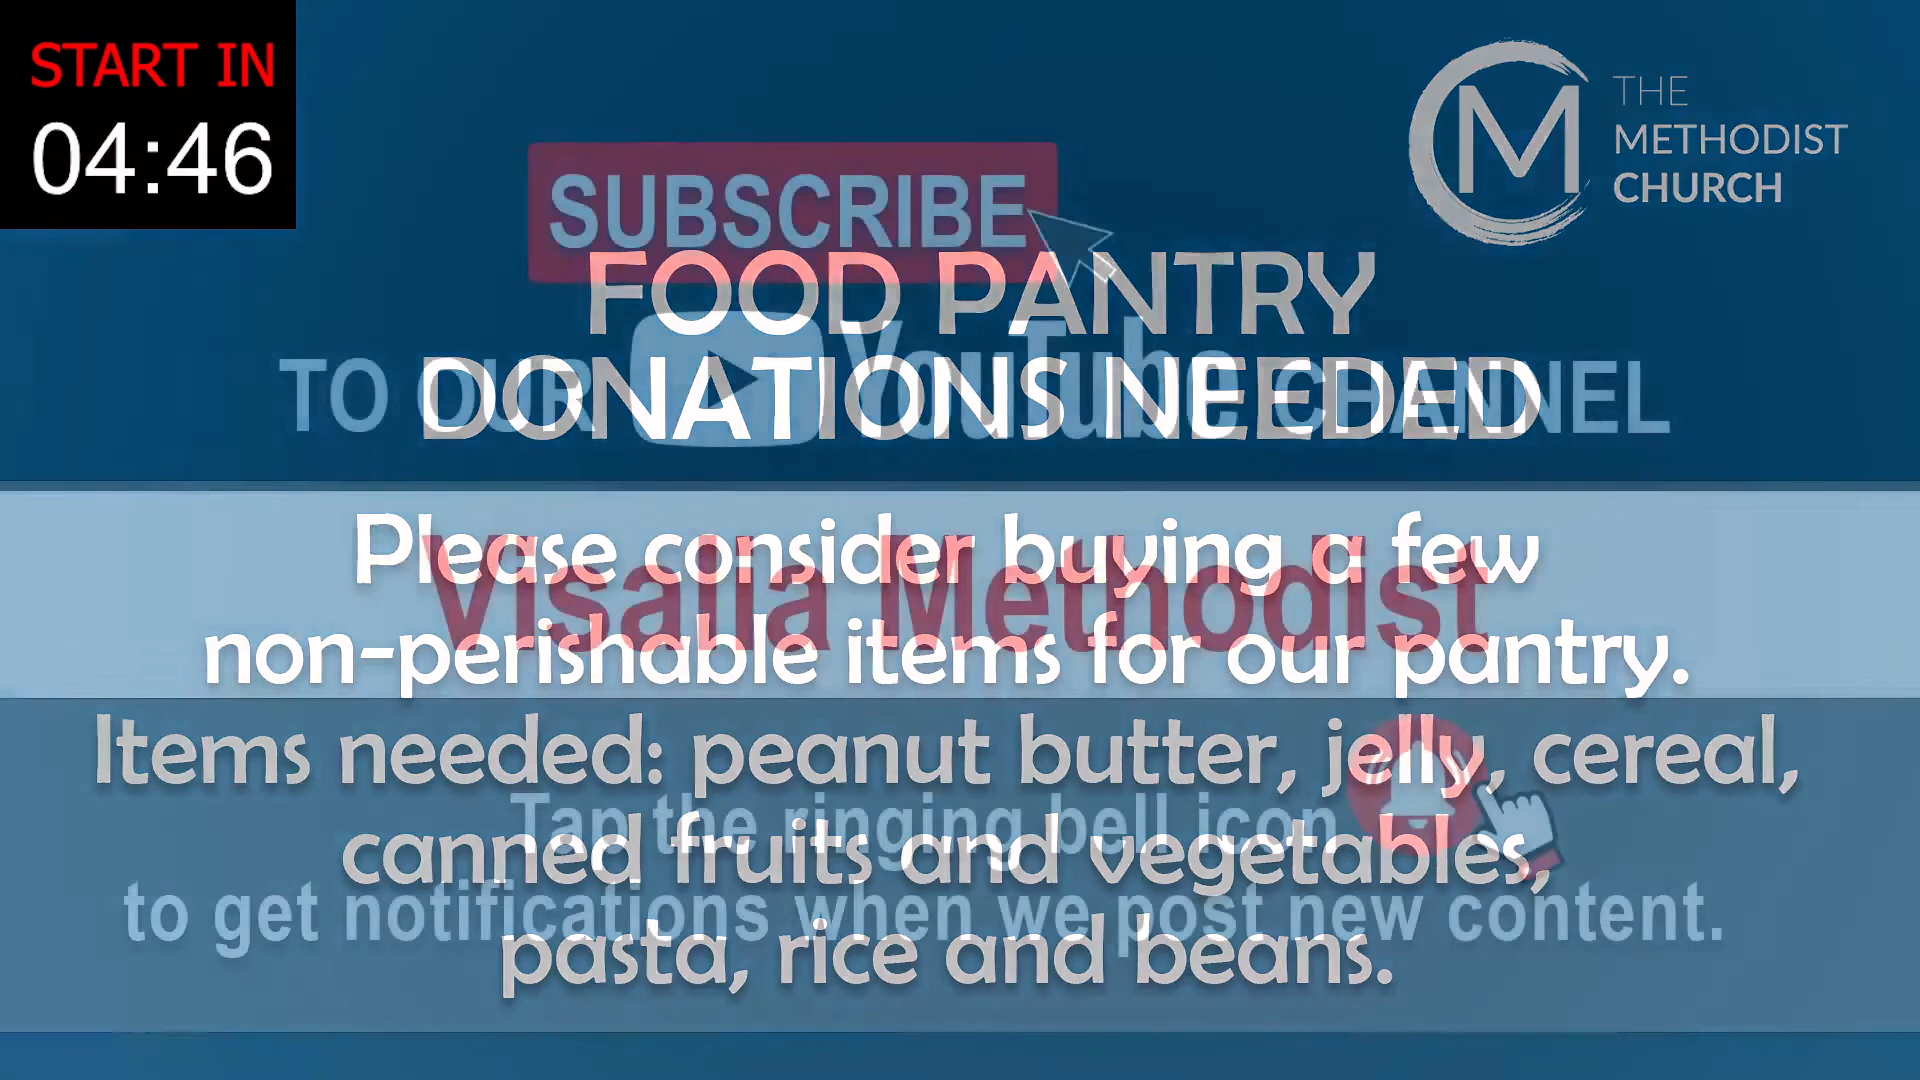 START IN
04:46
THE
METHODIST
CHURCH
SUBSCRIBE
TO OUR YouTube CHANNEL
Visalia Methodist
Tap the ringing bell icon
to get notifications when we post new content.
FOOD PANTRY
DONATIONS NEEDED
Please consider buying a few
non-perishable items for our pantry.
Items needed: peanut butter, jelly, cereal,
canned fruits and vegetables,
pasta, rice and beans.